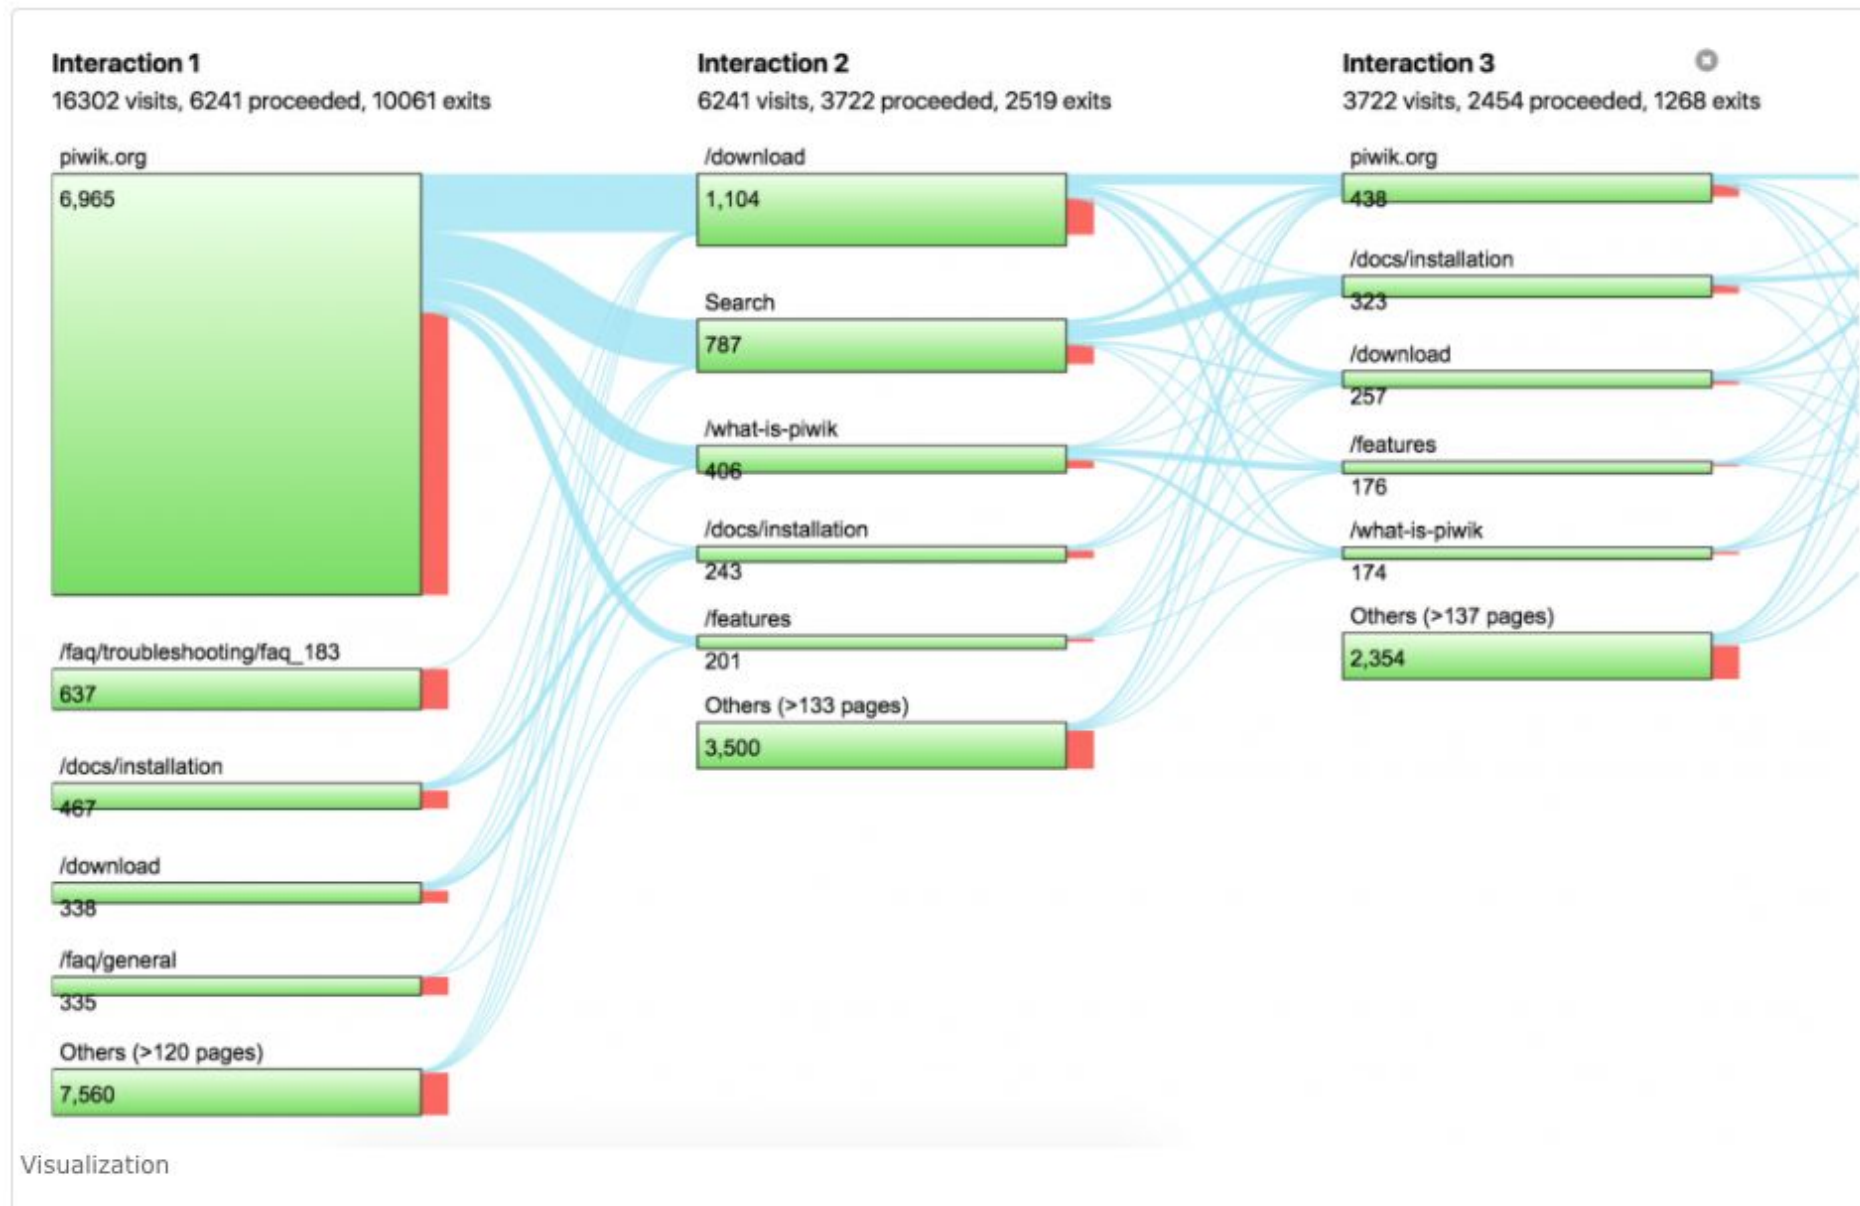 Interaction 1
16302 visits, 6241 proceeded, 10061 exits
piwik.org
6,965
/faq/troubleshooting/faq_183
637
/docs/installation
467
/download
338
/faq/general
335
Others (>120 pages)
7,560
Interaction 2
6241 visits, 3722 proceeded, 2519 exits
/download
1,104
Search
787
/what-is-piwik
406
/docs/installation
243
/features
201
Others (>133 pages)
3,500
Interaction 3
3722 visits, 2454 proceeded, 1268 exits
piwik.org
438
/docs/installation
323
/download
257
/features
176
/what-is-piwik
174
Others (>137 pages)
2,354
Visualization